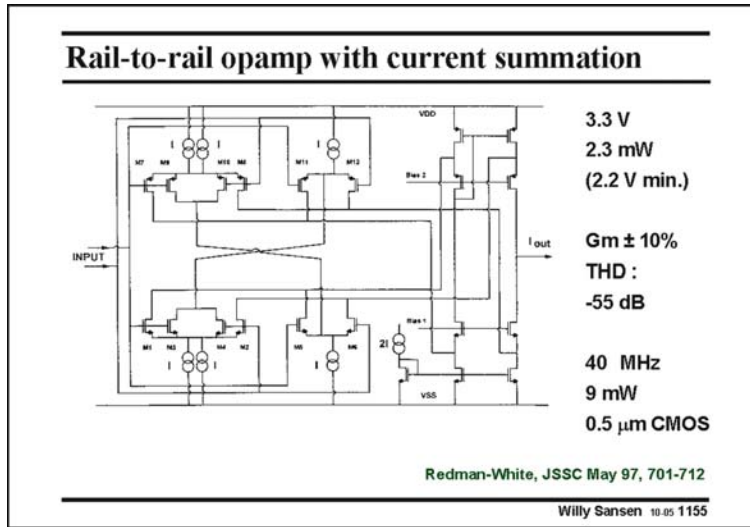 Rail-to-rail opamp with current summation
VDD
I I I
M7 M9 M10 M8 M11 M12
Bias 2
INPUT
I out
Bias 1
M1 M3 M4 M2 M5 M6
2I
I I I
VSS
3.3 V
2.3 mW
(2.2 V min.)
Gm ± 10%
THD :
-55 dB
40 MHz
9 mW
0.5 μm CMOS
Redman-White, JSSC May 97, 701-712
Willy Sansen 10-05 1155